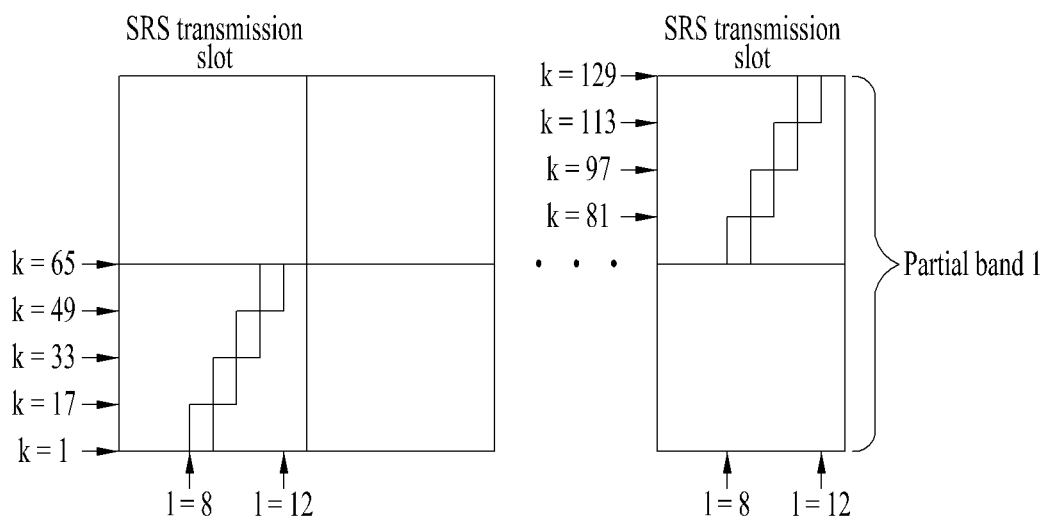 SRS transmission
slot
k = 65
k = 49
k = 33
k = 17
k = 1
l = 8
l = 12
SRS transmission
slot
k = 129
k = 113
k = 97
k = 81
l = 8
l = 12
Partial band 1